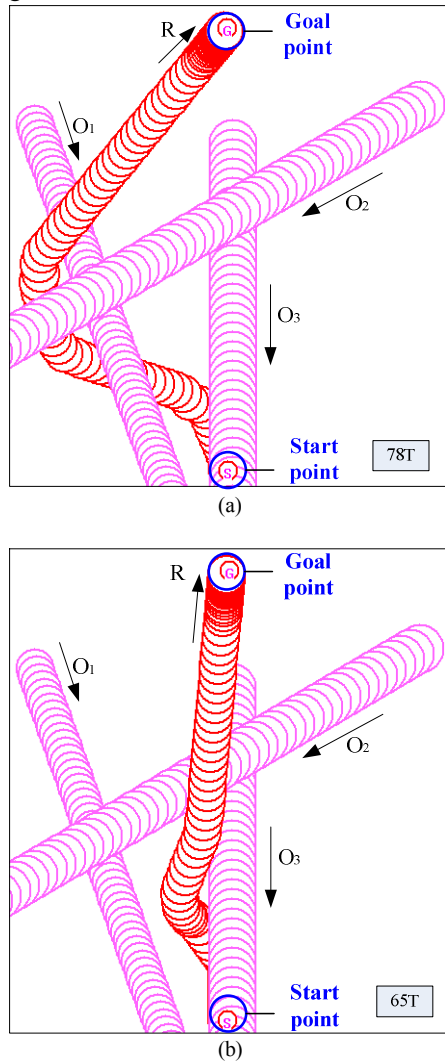 R
G
Goal
point
O1
O2
O3
Start
point
S
78T
(a)
R
G
Goal
point
O1
O2
O3
Start
point
S
65T
(b)